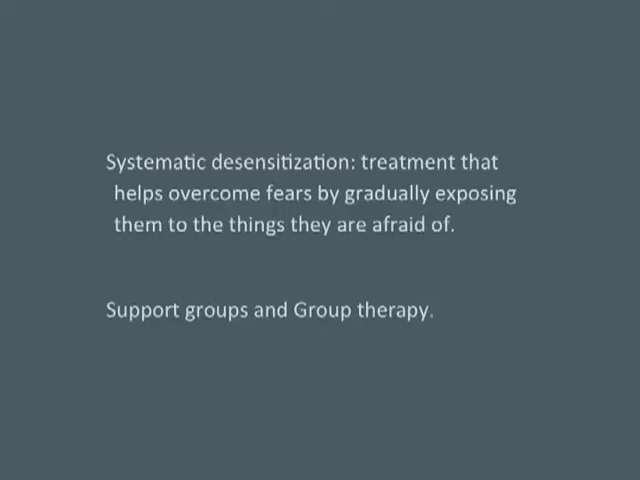 Systematic desensitization: treatment that
helps overcome fears by gradually exposing
them to the things they are afraid of.
Support groups and Group therapy.